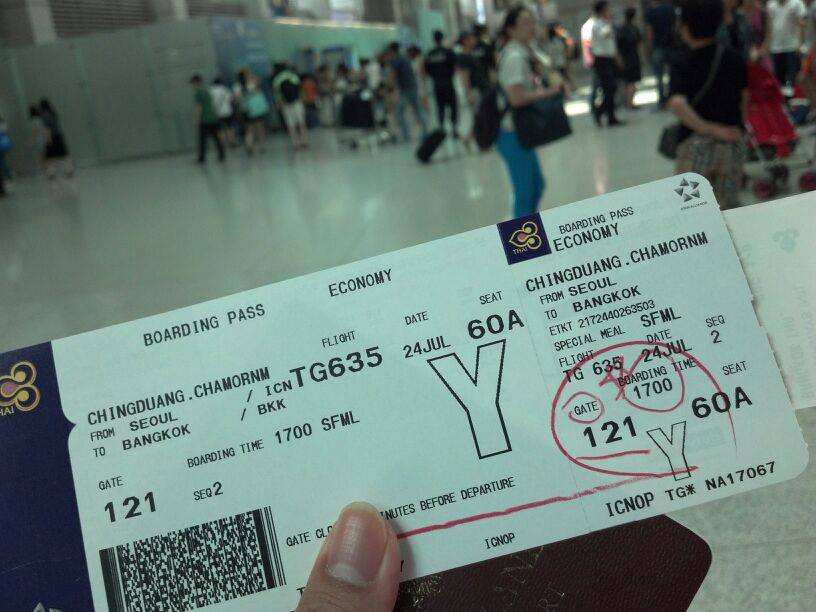 BOARDING PASS
ECONOMY
CHINGDUANG.CHAMORNM
FROM SEOUL / ICN
TO BANGKOK / BKK
FLIGHT
TG635
DATE
24JUL
SEAT
60A
Y
BOARDING TIME 1700 SFML
GATE
121
SEQ2
MINUTES BEFORE DEPARTURE
GATE
ICNOP
THAI
THAI
BOARDING PASS
ECONOMY
CHINGDUANG.CHAMORNM
FROM SEOUL
TO BANGKOK
ETKT 2172440263503
SPECIAL MEAL SFML
FLIGHT DATE SEQ
TG 635 24JUL 2
BOARDING TIME SEAT
1700
GATE
60A
121
Y
ICNOP TG* NA17067